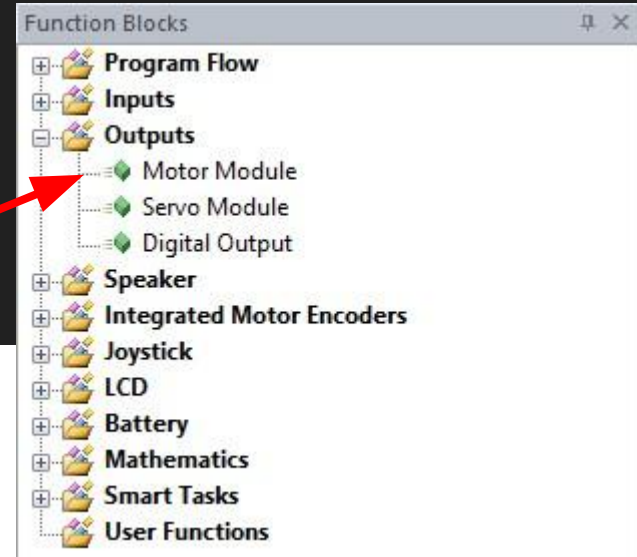 Function Blocks
Program Flow
Inputs
Outputs
Motor Module
Servo Module
Digital Output
Speaker
Integrated Motor Encoders
Joystick
LCD
Battery
Mathematics
Smart Tasks
User Functions